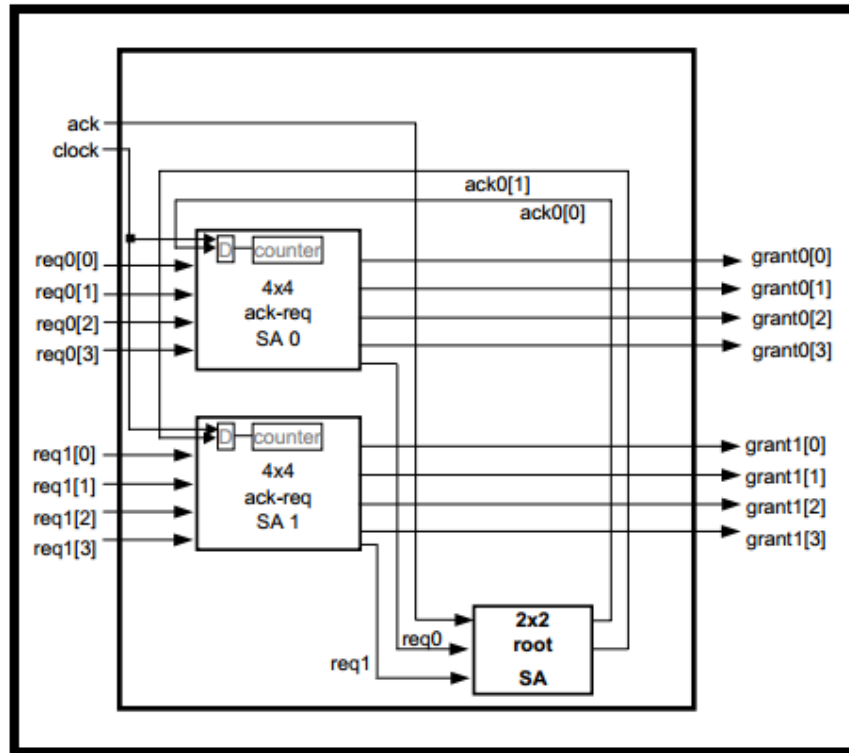 ack
clock
ack0[1]
ack0[0]
D counter
req0[0]
req0[1]
req0[2]
req0[3]
4x4
ack-req
SA 0
grant0[0]
grant0[1]
grant0[2]
grant0[3]
D counter
req1[0]
req1[1]
req1[2]
req1[3]
4x4
ack-req
SA 1
grant1[0]
grant1[1]
grant1[2]
grant1[3]
req0
req1
2x2
root
SA